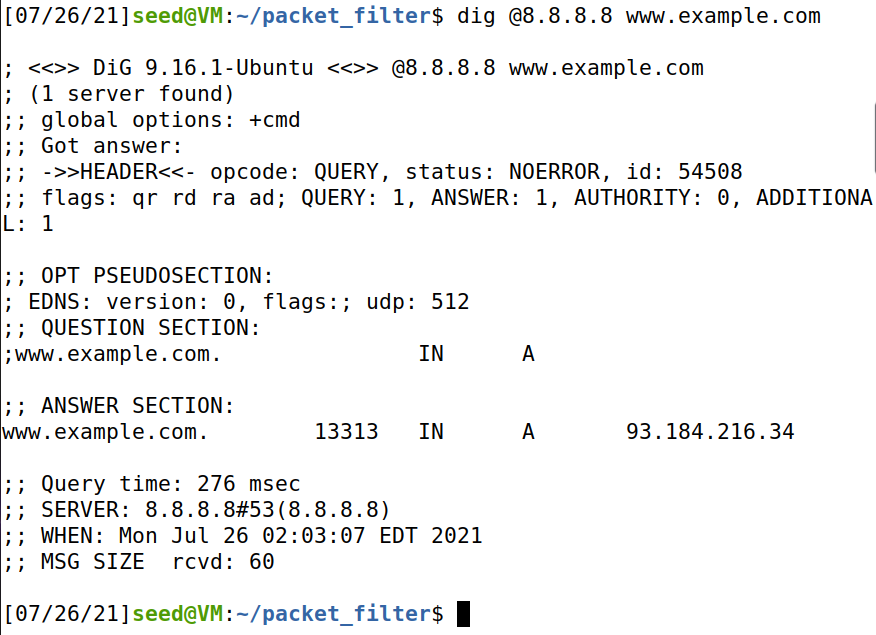 [07/26/21]seed@VM:~/packet_filter$ dig @8.8.8.8 www.example.com

; <<>> DiG 9.16.1-Ubuntu <<>> @8.8.8.8 www.example.com
; (1 server found)
;; global options: +cmd
;; Got answer:
;; ->>HEADER<<- opcode: QUERY, status: NOERROR, id: 54508
;; flags: qr rd ra ad; QUERY: 1, ANSWER: 1, AUTHORITY: 0, ADDITIONA
L: 1

;; OPT PSEUDOSECTION:
; EDNS: version: 0, flags:; udp: 512
;; QUESTION SECTION:
;www.example.com.               IN      A

;; ANSWER SECTION:
www.example.com.        13313   IN      A       93.184.216.34

;; Query time: 276 msec
;; SERVER: 8.8.8.8#53(8.8.8.8)
;; WHEN: Mon Jul 26 02:03:07 EDT 2021
;; MSG SIZE  rcvd: 60

[07/26/21]seed@VM:~/packet_filter$